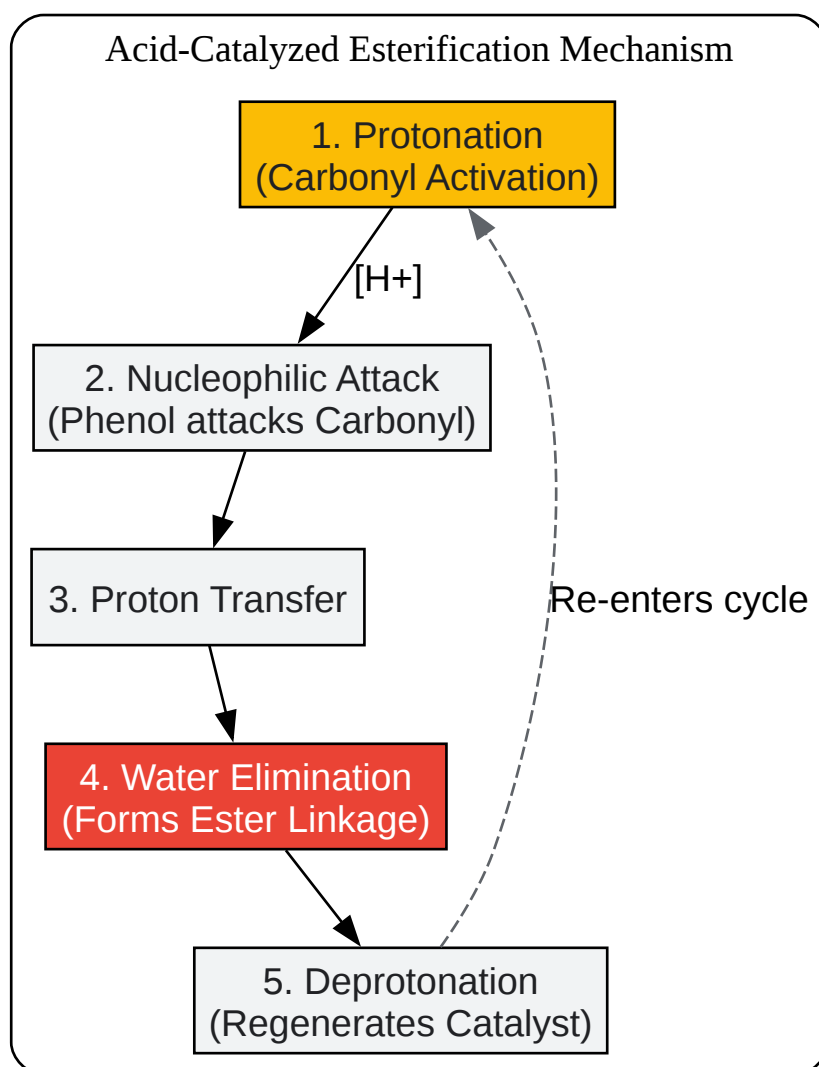 Acid-Catalyzed Esterification Mechanism
1. Protonation
(Carbonyl Activation)
[H+]
2. Nucleophilic Attack
(Phenol attacks Carbonyl)
3. Proton Transfer
Re-enters cycle
4. Water Elimination
(Forms Ester Linkage)
5. Deprotonation
(Regenerates Catalyst)